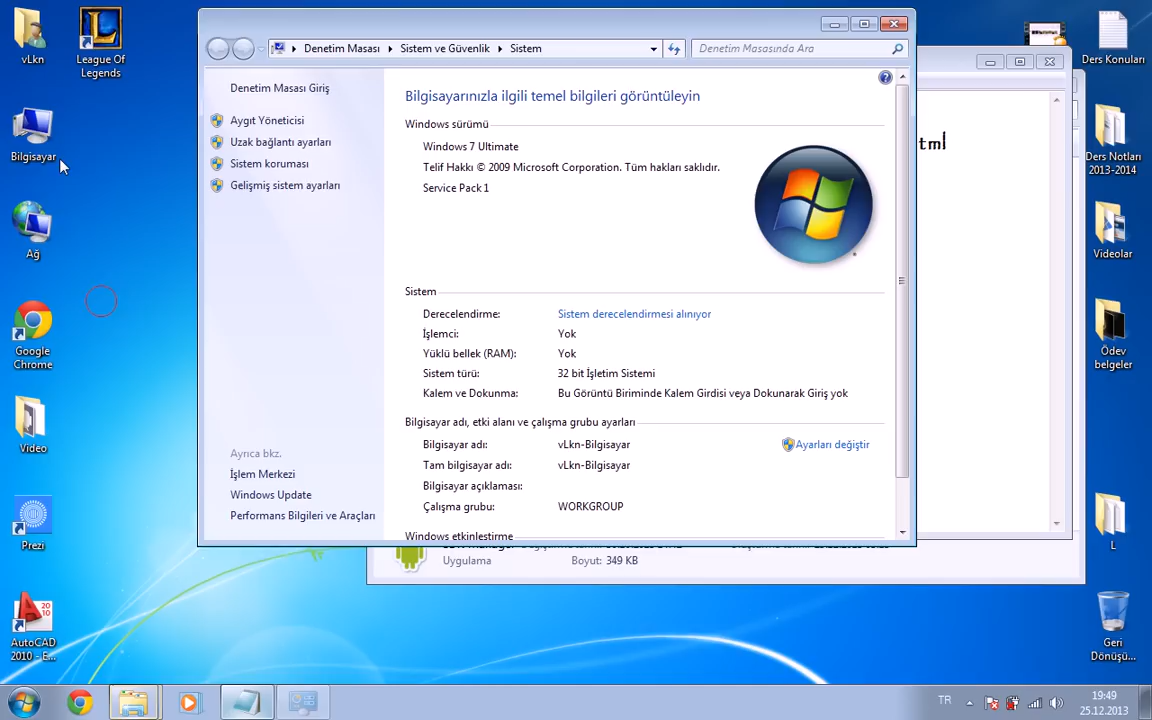 vLkn
League Of
Legends
Bilgisayar
Ağ
Google
Chrome
Video
Prezi
AutoCAD
2010 - E...
Denetim Masası
Sistem ve Güvenlik
Sistem
Denetim Masasında Ara
Denetim Masası Giriş
Aygıt Yöneticisi
Uzak bağlantı ayarları
Sistem koruması
Gelişmiş sistem ayarları
Ayrıca bkz.
İşlem Merkezi
Windows Update
Performans Bilgileri ve Araçları
Bilgisayarınızla ilgili temel bilgileri görüntüleyin
Windows sürümü
Windows 7 Ultimate
Telif Hakkı © 2009 Microsoft Corporation. Tüm hakları saklıdır.
Service Pack 1
Sistem
Derecelendirme: Sistem derecelendirmesi alınıyor
İşlemci: Yok
Yüklü bellek (RAM): Yok
Sistem türü: 32 bit İşletim Sistemi
Kalem ve Dokunma: Bu Görüntü Biriminde Kalem Girdisi veya Dokunarak Giriş yok
Bilgisayar adı, etki alanı ve çalışma grubu ayarları
Bilgisayar adı: vLkn-Bilgisayar Ayarları değiştir
Tam bilgisayar adı: vLkn-Bilgisayar
Bilgisayar açıklaması:
Çalışma grubu: WORKGROUP
Windows etkinleştirme
tml
Uygulama Boyut: 349 KB
Ders Konuları
Ders Notları
2013-2014
Videolar
Ödev
belgeler
L
Geri
Dönüşü...
TR
19:49
25.12.2013